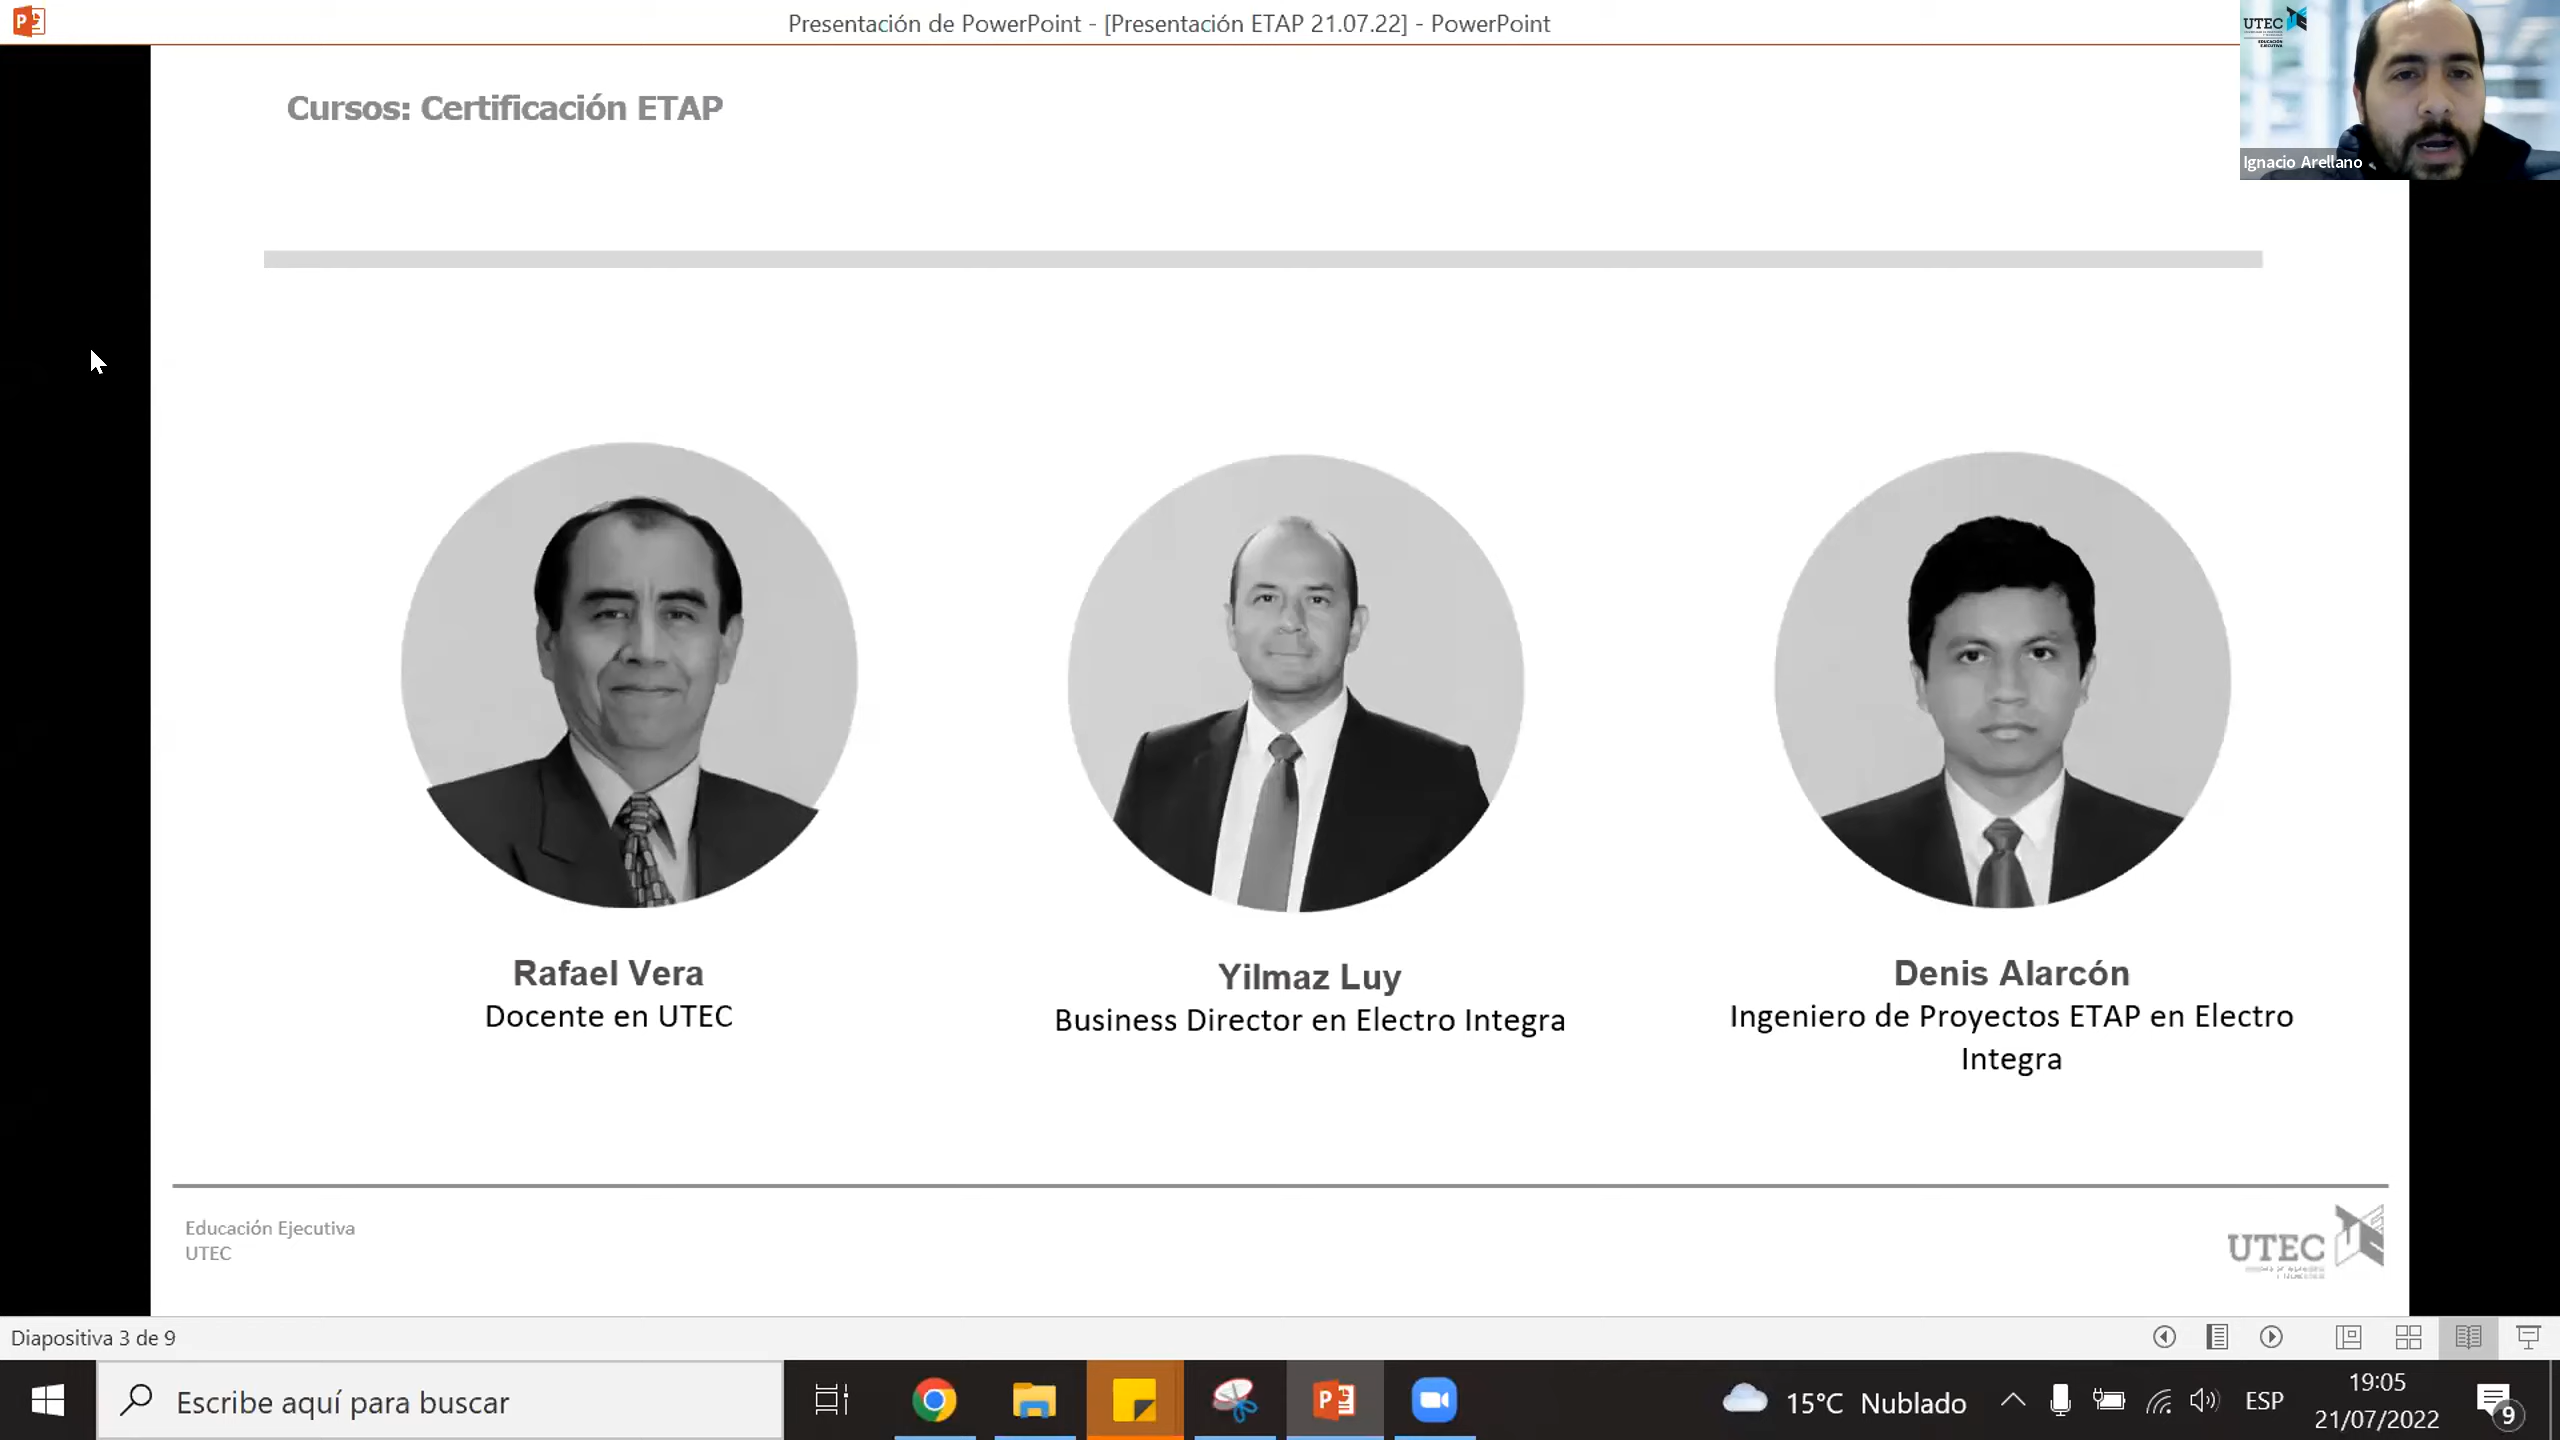 Presentación de PowerPoint - [Presentación ETAP 21.07.22] - PowerPoint
UTEC
EDUCACIÓN
EJECUTIVA
Ignacio Arellano
Cursos: Certificación ETAP
Rafael Vera
Docente en UTEC
Yilmaz Luy
Business Director en Electro Integra
Denis Alarcón
Ingeniero de Proyectos ETAP en Electro
Integra
Educación Ejecutiva
UTEC
UTEC
Diapositiva 3 de 9
Escribe aquí para buscar
15°C Nublado
ESP
19:05
21/07/2022
9